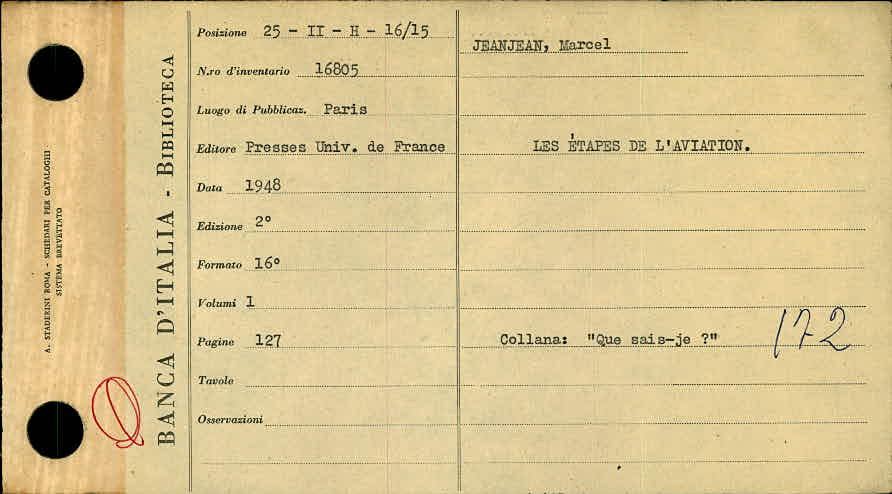 A. STADERINI ROMA - SCHEDARI PER CATALOGHI
SISTEMA BREVETTATO
BANCA D'ITALIA - BIBLIOTECA
Posizione 25 - II - H - 16/15
N.ro d'inventario 16805
Luogo di Pubblicaz. Paris
Editore Presses Univ. de France
Data 1948
Edizione 2°
Formato 16°
Volumi 1
Pagine 127
Tavole
Osservazioni
JEANJEAN, Marcel
LES ÉTAPES DE L'AVIATION.
Collana: "Que sais-je ?" 172